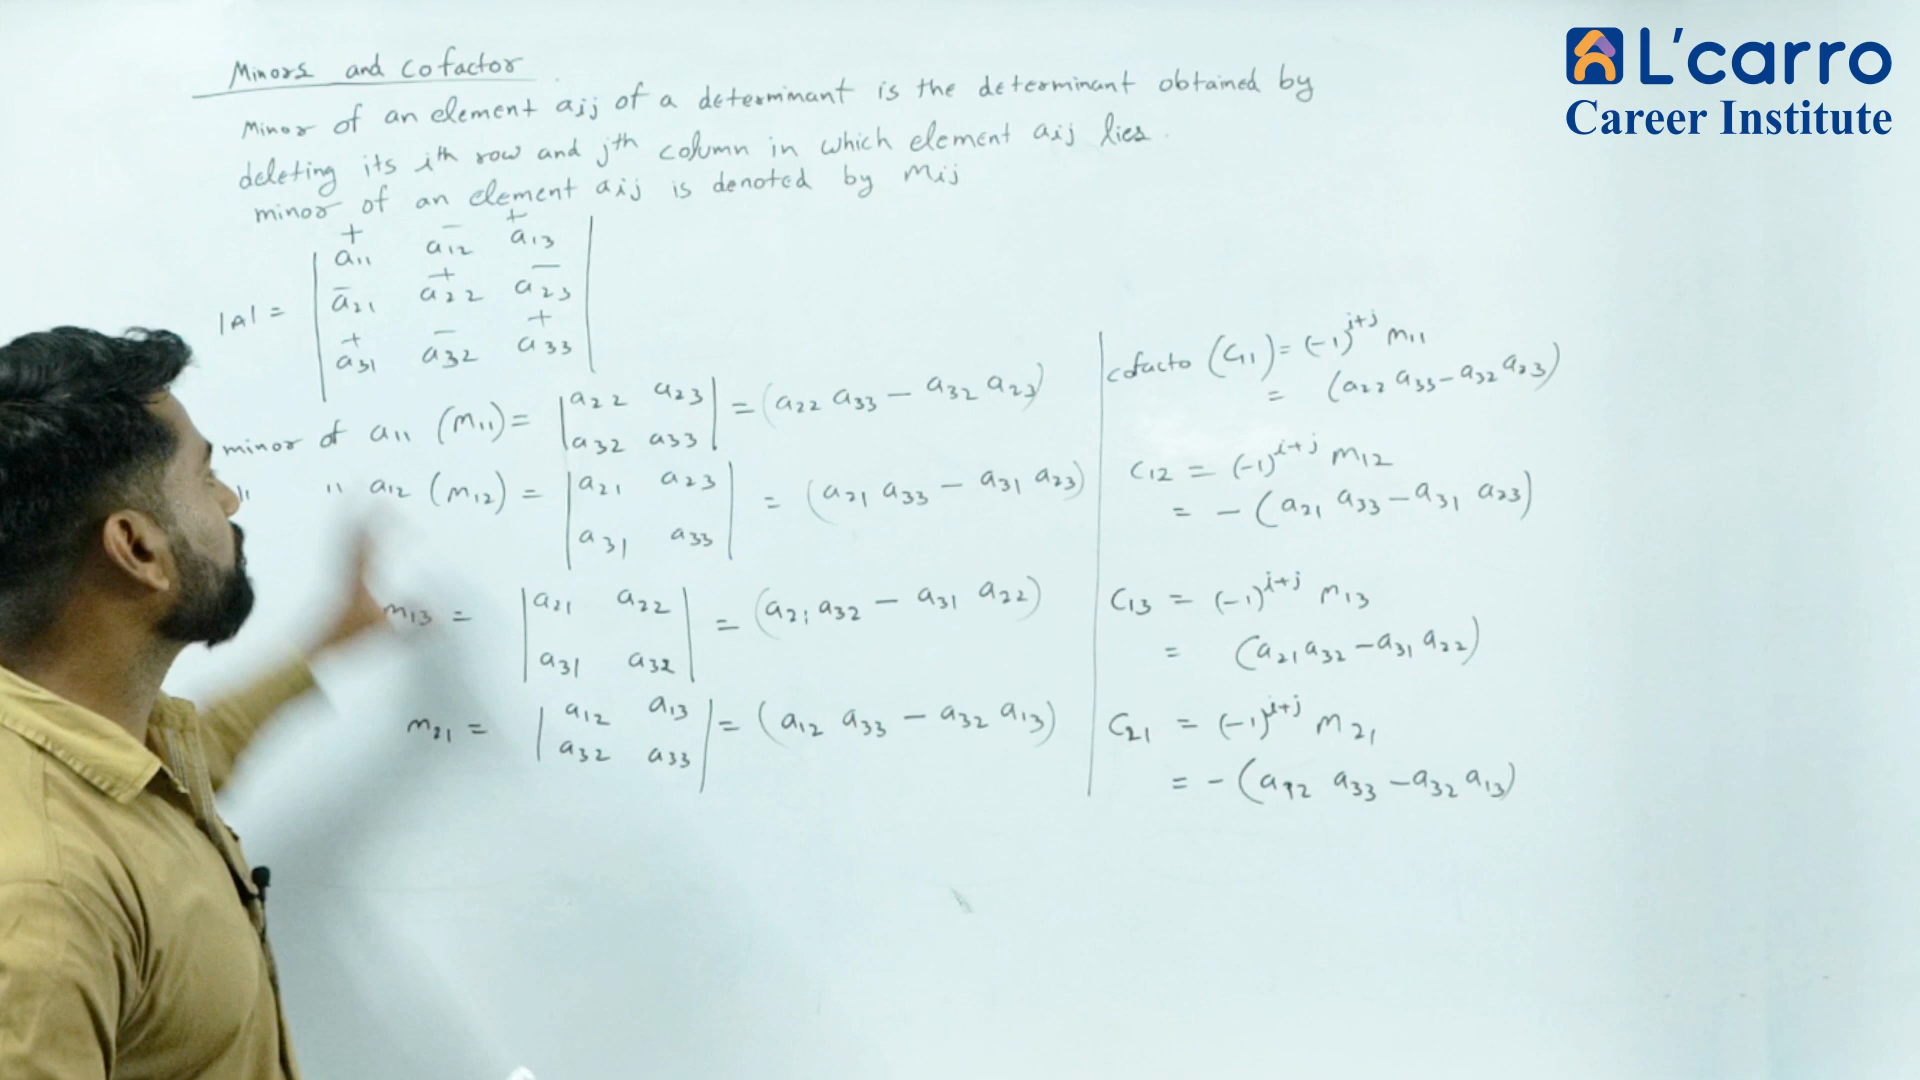 L'carro
Career Institute
Minors and cofactor
Minor of an element aij of a determinant is the determinant obtained by
deleting its ith row and jth column in which element aij lies.
minor of an element aij is denoted by Mij
+ − +
a11 a12 a13
− + −
|A| = a21 a22 a23
+ − +
a31 a32 a33
minor of a11 (M11) = | a22 a23 | = (a22 a33 − a32 a23)
a32 a33
" " a12 (M12) = | a21 a23 | = (a21 a33 − a31 a23)
a31 a33
m13 = | a21 a22 | = (a21 a32 − a31 a22)
a31 a32
m21 = | a12 a13 | = (a12 a33 − a32 a13)
a32 a33
cofacto (C11) = (−1)^i+j M11
= (a22 a33 − a32 a23)
C12 = (−1)^i+j M12
= − (a21 a33 − a31 a23)
C13 = (−1)^i+j M13
= (a21 a32 − a31 a22)
C21 = (−1)^i+j M21
= − (a12 a33 − a32 a13)